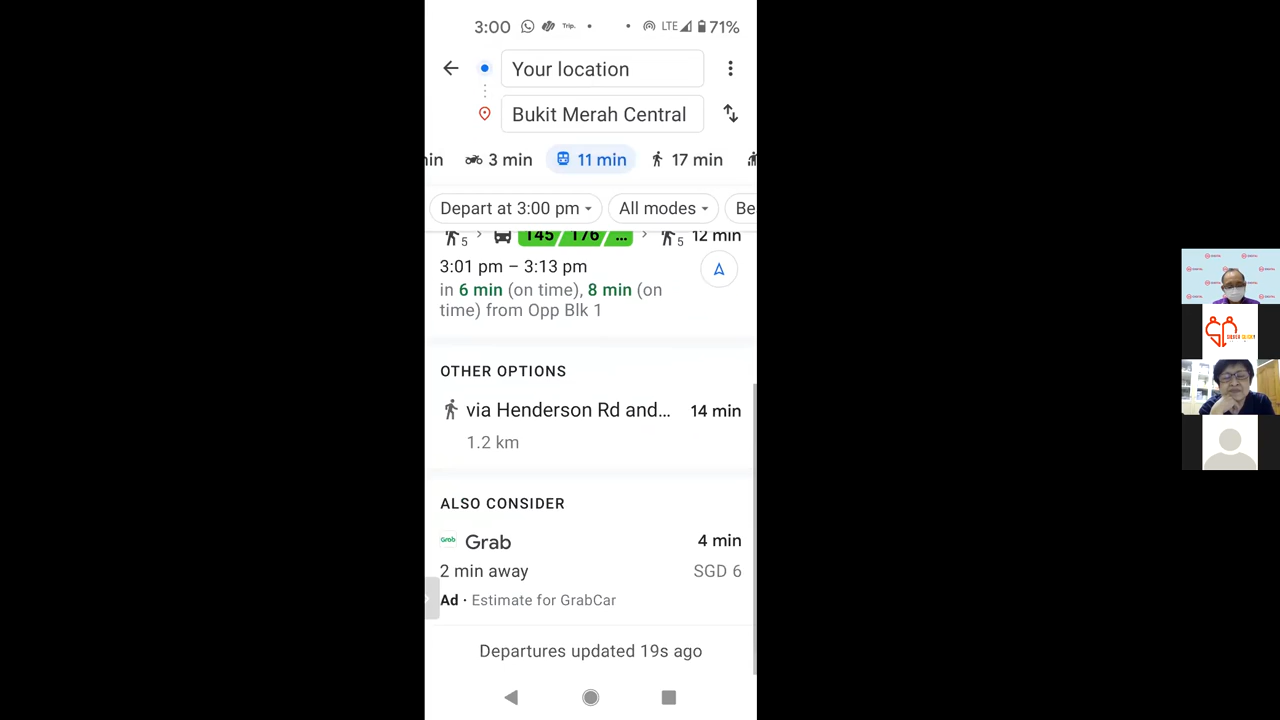 3:00 Trip. LTE 71%
Your location
Bukit Merah Central
in 3 min 11 min 17 min
Depart at 3:00 pm All modes Be
5 145 / 176 / ... 5 12 min
3:01 pm – 3:13 pm
in 6 min (on time), 8 min (on
time) from Opp Blk 1
OTHER OPTIONS
via Henderson Rd and... 14 min
1.2 km
ALSO CONSIDER
Grab Grab 4 min
2 min away SGD 6
Ad · Estimate for GrabCar
Departures updated 19s ago